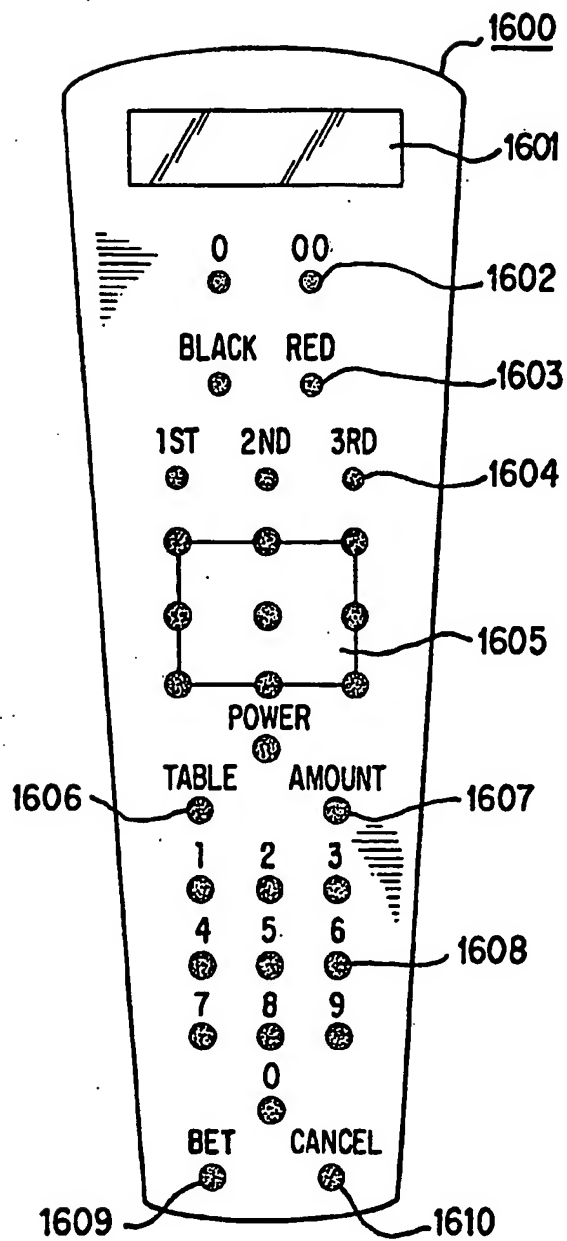 1600
1601
0 00
1602
BLACK RED
1603
1ST 2ND 3RD
1604
1605
POWER
TABLE AMOUNT
1606
1607
1 2 3
4 5 6
1608
7 8 9
0
BET CANCEL
1609
1610